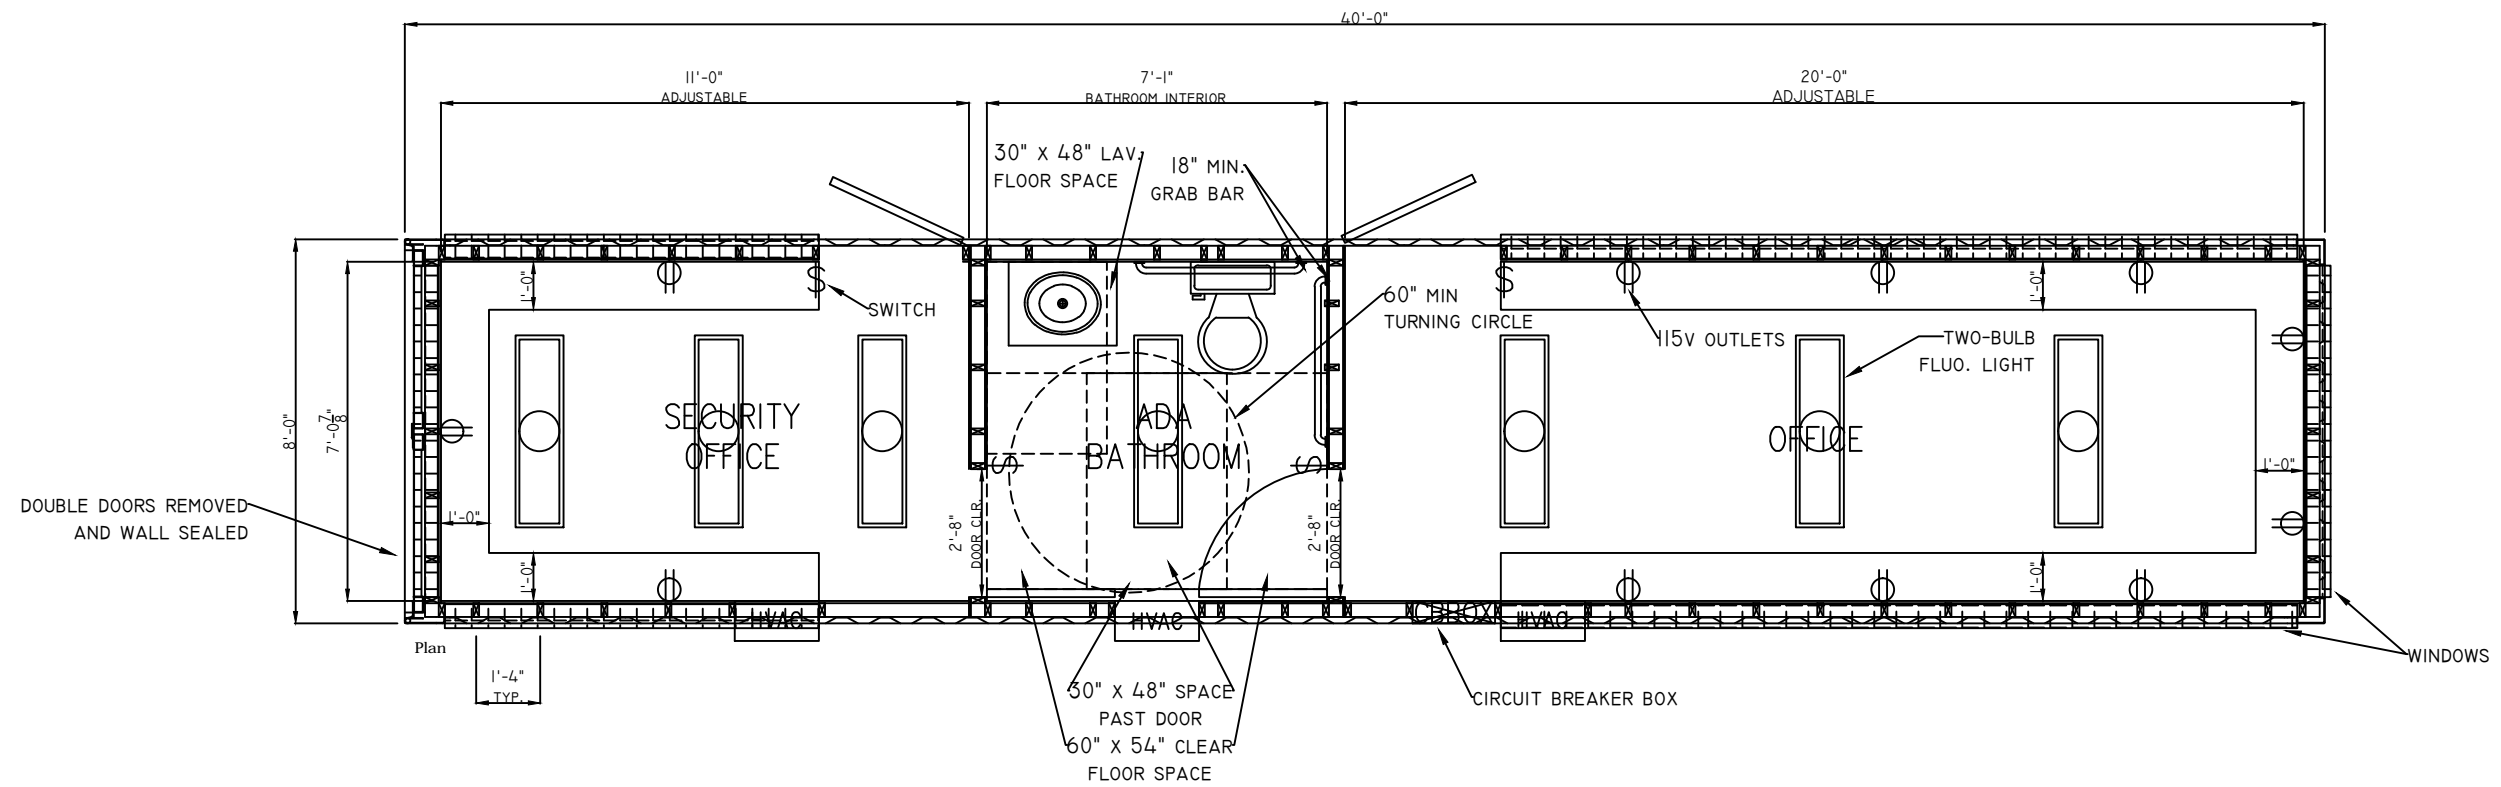 40'-0"
11'-0"
ADJUSTABLE
7'-1"
BATHROOM INTERIOR
20'-0"
ADJUSTABLE
30" X 48" LAV.
FLOOR SPACE
18" MIN.
GRAB BAR
1'-0"
S
SWITCH
60" MIN
TURNING CIRCLE
S
115V OUTLETS
TWO-BULB
FLUO. LIGHT
1'-0"
8'-0"
7'-0 7/8"
SECURITY
OFFICE
ADA
BATHROOM
S
S
OFFICE
1'-0"
DOUBLE DOORS REMOVED
AND WALL SEALED
1'-0"
2'-8"
DOOR CLR.
2'-8"
DOOR CLR.
1'-0"
1'-0"
HVAC
HVAC
CBBOX
HVAC
Plan
1'-4"
TYP.
30" X 48" SPACE
PAST DOOR
60" X 54" CLEAR
FLOOR SPACE
CIRCUIT BREAKER BOX
WINDOWS